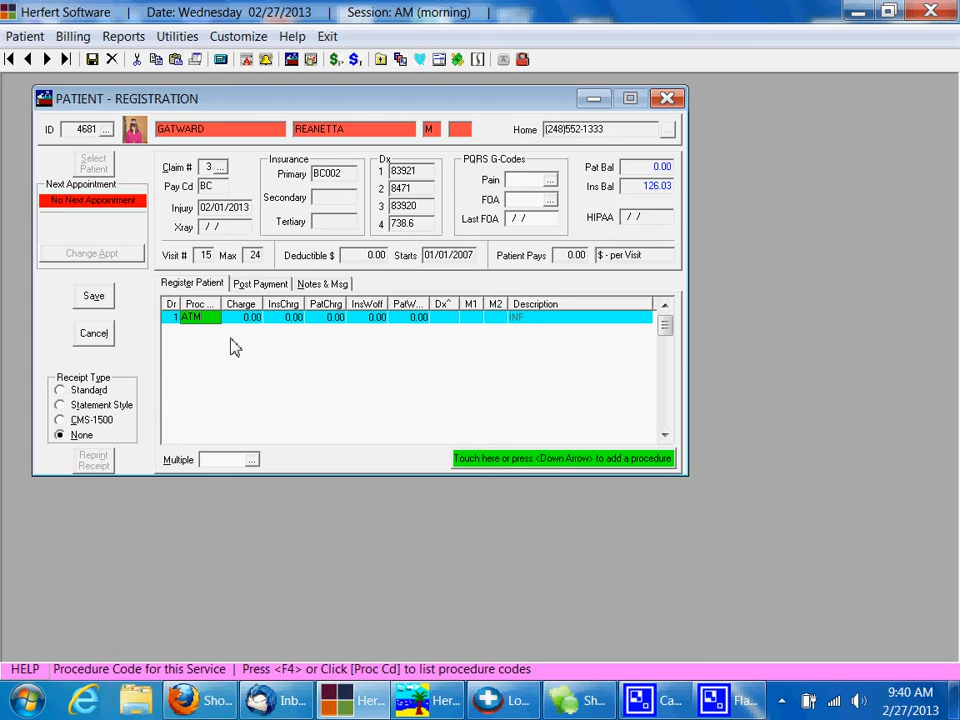 Herfert Software | Date: Wednesday 02/27/2013 | Session: AM (morning) |
Patient Billing Reports Utilities Customize Help Exit
PATIENT - REGISTRATION
ID 4681 ... GATWARD REANETTA M Home (248)552-1333 ...
Select Patient
Next Appointment
No Next Appointment
Change Appt
Claim # 3 ...
Pay Cd BC
Injury 02/01/2013
Xray / /
Insurance
Primary BC002
Secondary
Tertiary
Dx
1 83921
2 8471
3 83920
4 738.6
PQRS G-Codes
Pain ...
FOA ...
Last FOA / /
Pat Bal 0.00
Ins Bal 126.03
HIPAA / /
Visit # 15 Max 24 Deductible $ 0.00 Starts 01/01/2007 Patient Pays 0.00 $ - per Visit
Register Patient Post Payment Notes & Msg
Dr Proc ... Charge InsChrg PatChrg InsWoff PatW... Dx^ M1 M2 Description
1 ATM 0.00 0.00 0.00 0.00 0.00 INF
Save
Cancel
Receipt Type
Standard
Statement Style
CMS-1500
None
Reprint Receipt
Multiple ... Touch here or press <Down Arrow> to add a procedure
HELP | Procedure Code for this Service | Press <F4> or Click [Proc Cd] to list procedure codes
Sho... Inb... Her... Her... Lo... Sh... Ca... Fla...
9:40 AM
2/27/2013